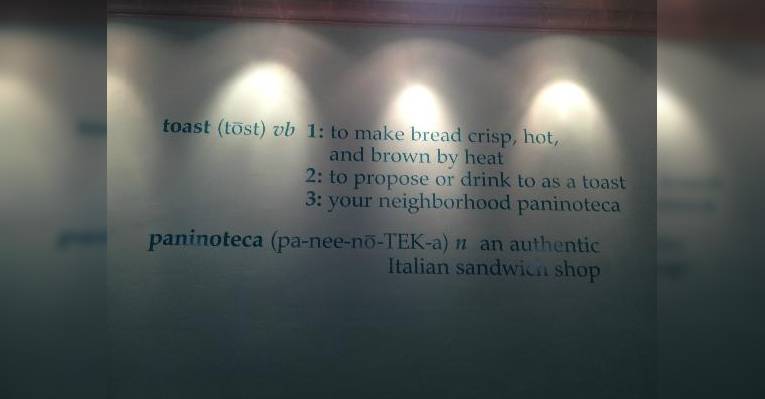 toast (tōst) vb 1: to make bread crisp, hot,
and brown by heat
2: to propose or drink to as a toast
3: your neighborhood paninoteca
paninoteca (pa-nee-nō-TEK-a) n an authentic
Italian sandwich shop